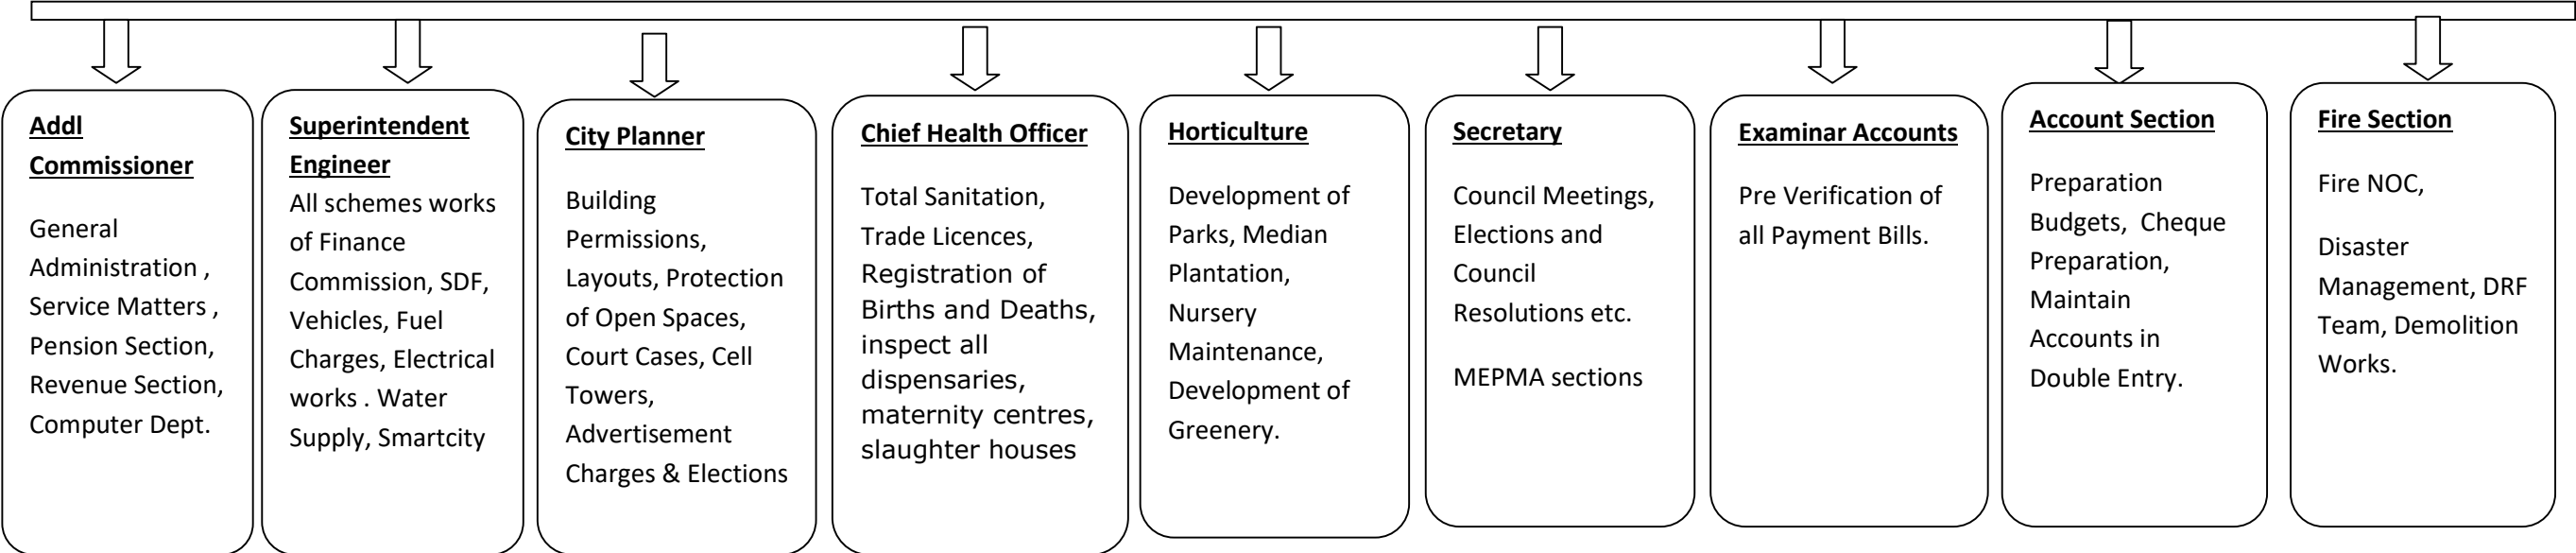 Addl
Commissioner
General
Administration ,
Service Matters ,
Pension Section,
Revenue Section,
Computer Dept.
Superintendent
Engineer
All schemes works
of Finance
Commission, SDF,
Vehicles, Fuel
Charges, Electrical
works . Water
Supply, Smartcity
City Planner
Building
Permissions,
Layouts, Protection
of Open Spaces,
Court Cases, Cell
Towers,
Advertisement
Charges & Elections
Chief Health Officer
Total Sanitation,
Trade Licences,
Registration of
Births and Deaths,
inspect all
dispensaries,
maternity centres,
slaughter houses
Horticulture
Development of
Parks, Median
Plantation,
Nursery
Maintenance,
Development of
Greenery.
Secretary
Council Meetings,
Elections and
Council
Resolutions etc.
MEPMA sections
Examinar Accounts
Pre Verification of
all Payment Bills.
Account Section
Preparation
Budgets, Cheque
Preparation,
Maintain
Accounts in
Double Entry.
Fire Section
Fire NOC,
Disaster
Management, DRF
Team, Demolition
Works.